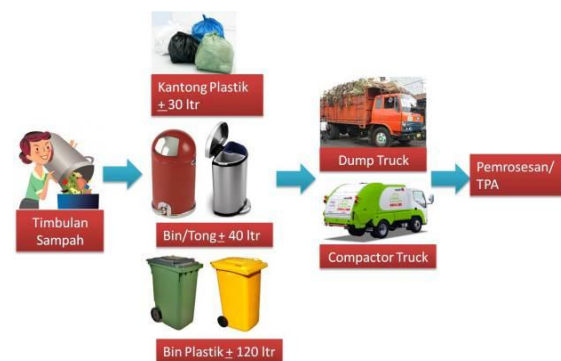 Kantong Plastik
± 30 ltr
Timbulan
Sampah
Bin/Tong ± 40 ltr
Bin Plastik ± 120 ltr
Dump Truck
Compactor Truck
Pemrosesan/
TPA